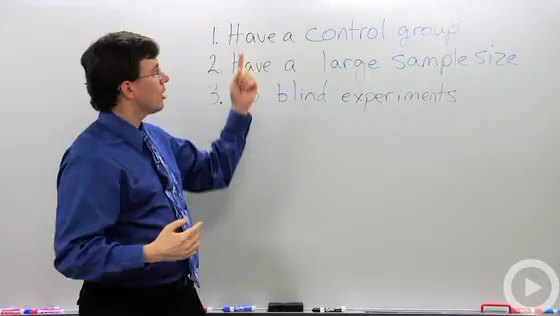 1. Have a control group
2 Have a large sample size
3. blind experiments